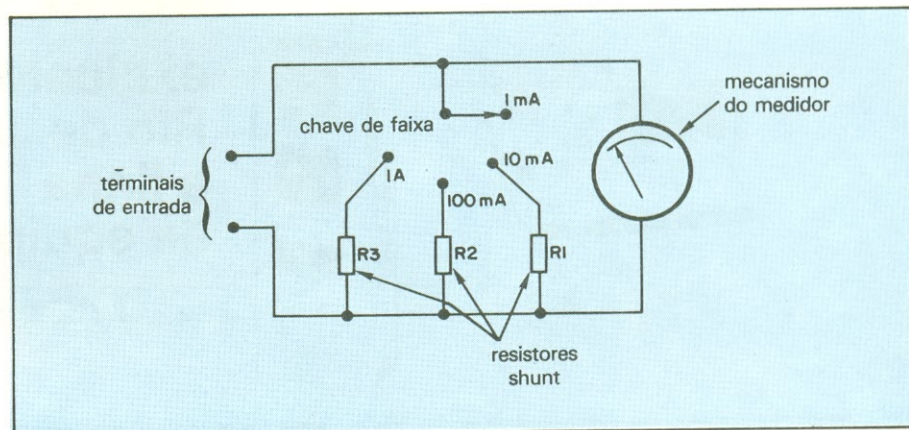 mecanismo
do medidor
1 mA
chave de faixa
10 mA
1A
terminais
de entrada
100 mA
R3
R2
R1
resistores
shunt